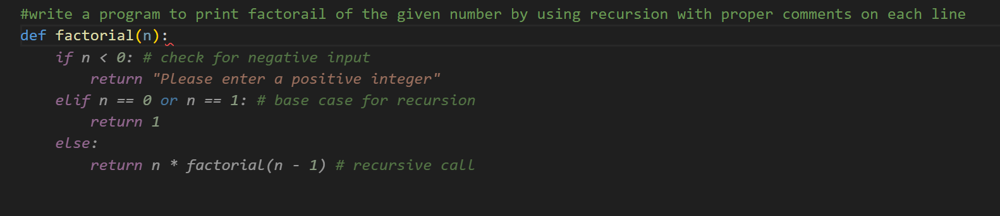 #write a program to print factorail of the given number by using recursion with proper comments on each line
def factorial(n):
    if n < 0: # check for negative input
        return "Please enter a positive integer"
    elif n == 0 or n == 1: # base case for recursion
        return 1
    else:
        return n * factorial(n - 1) # recursive call